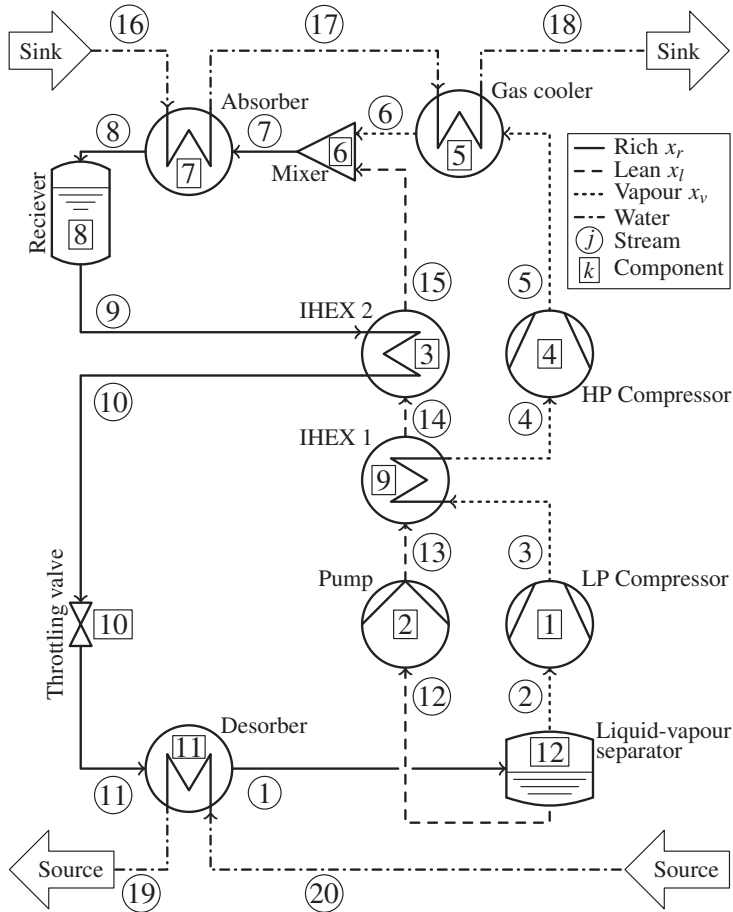 16
17
18
Sink
Sink
Gas cooler
Absorber
8
7
6
6
5
7
Mixer
Rich x_r
Lean x_l
Vapour x_v
Water
j Stream
k Component
Reciever
8
15
5
9
IHEX 2
3
4
10
14
4
HP Compressor
IHEX 1
9
13
3
Pump
LP Compressor
Throttling valve
10
2
1
12
2
Desorber
Liquid-vapour
separator
11
12
11
1
Source
Source
19
20